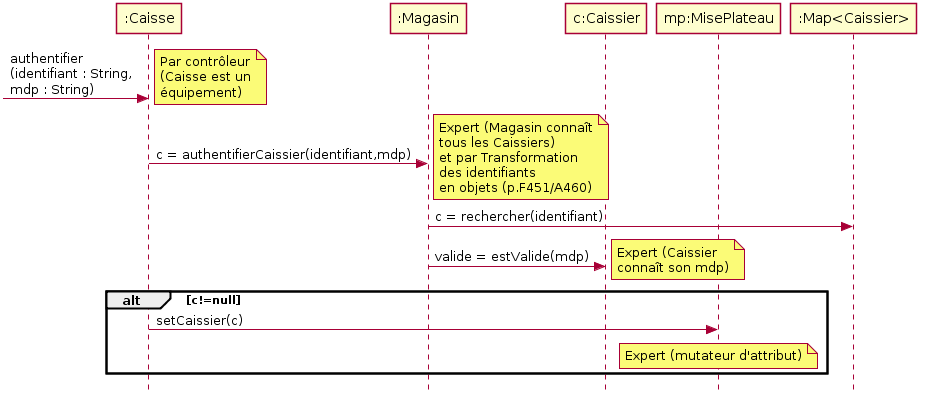 :Caisse
:Magasin
c:Caissier
mp:MisePlateau
:Map<Caissier>
authentifier
(identifiant : String,
mdp : String)
Par contrôleur
(Caisse est un
équipement)
c = authentifierCaissier(identifiant,mdp)
Expert (Magasin connaît
tous les Caissiers)
et par Transformation
des identifiants
en objets (p.F451/A460)
c = rechercher(identifiant)
valide = estValide(mdp)
Expert (Caissier
connaît son mdp)
alt [c!=null]
setCaissier(c)
Expert (mutateur d'attribut)